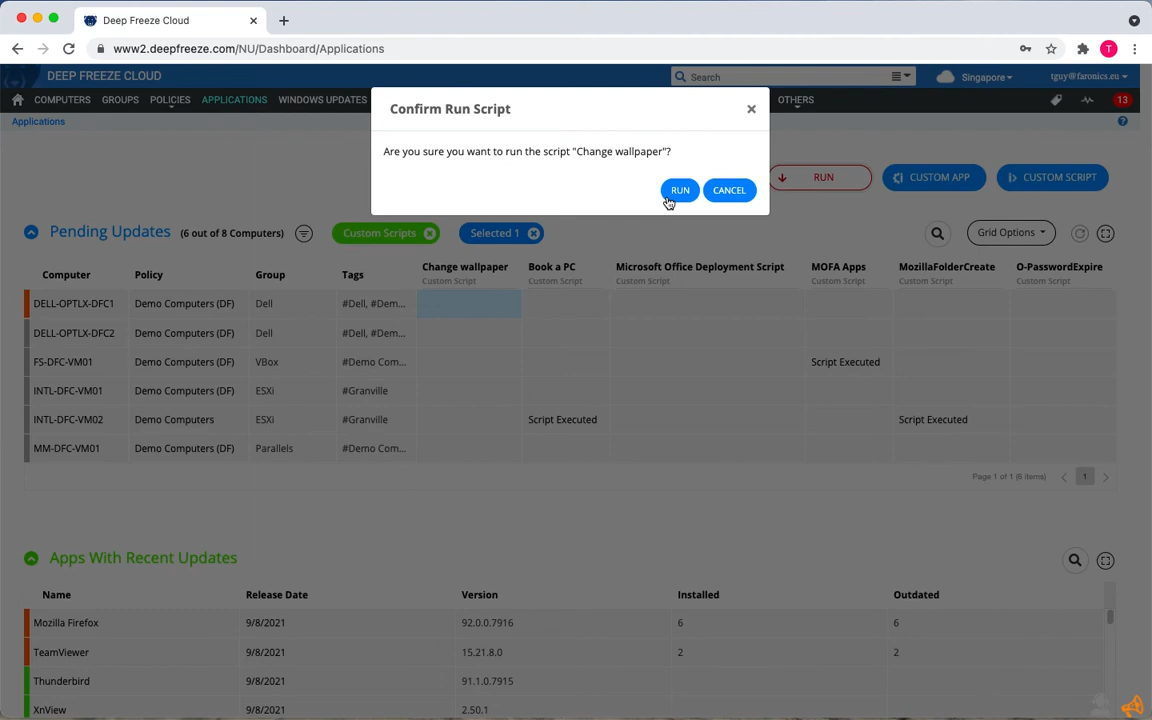 Deep Freeze Cloud
www2.deepfreeze.com/NU/Dashboard/Applications
T
DEEP FREEZE CLOUD
Search
Singapore
tguy@faronics.eu
COMPUTERS GROUPS POLICIES APPLICATIONS WINDOWS UPDATES OTHERS 13
Applications
Confirm Run Script
Are you sure you want to run the script "Change wallpaper"?
RUN CANCEL
RUN CUSTOM APP CUSTOM SCRIPT
Pending Updates (6 out of 8 Computers) Custom Scripts Selected 1 Grid Options
Computer Policy Group Tags Change wallpaper Book a PC Microsoft Office Deployment Script MOFA Apps MozillaFolderCreate O-PasswordExpire
Custom Script Custom Script Custom Script Custom Script Custom Script Custom Script
DELL-OPTLX-DFC1 Demo Computers (DF) Dell #Dell, #Dem...
DELL-OPTLX-DFC2 Demo Computers (DF) Dell #Dell, #Dem...
FS-DFC-VM01 Demo Computers (DF) VBox #Demo Com... Script Executed
INTL-DFC-VM01 Demo Computers (DF) ESXi #Granville
INTL-DFC-VM02 Demo Computers ESXi #Granville Script Executed Script Executed
MM-DFC-VM01 Demo Computers (DF) Parallels #Demo Com...
Page 1 of 1 (6 items) 1
Apps With Recent Updates
Name Release Date Version Installed Outdated
Mozilla Firefox 9/8/2021 92.0.0.7916 6 6
TeamViewer 9/8/2021 15.21.8.0 2 2
Thunderbird 9/8/2021 91.1.0.7915
XnView 9/8/2021 2.50.1